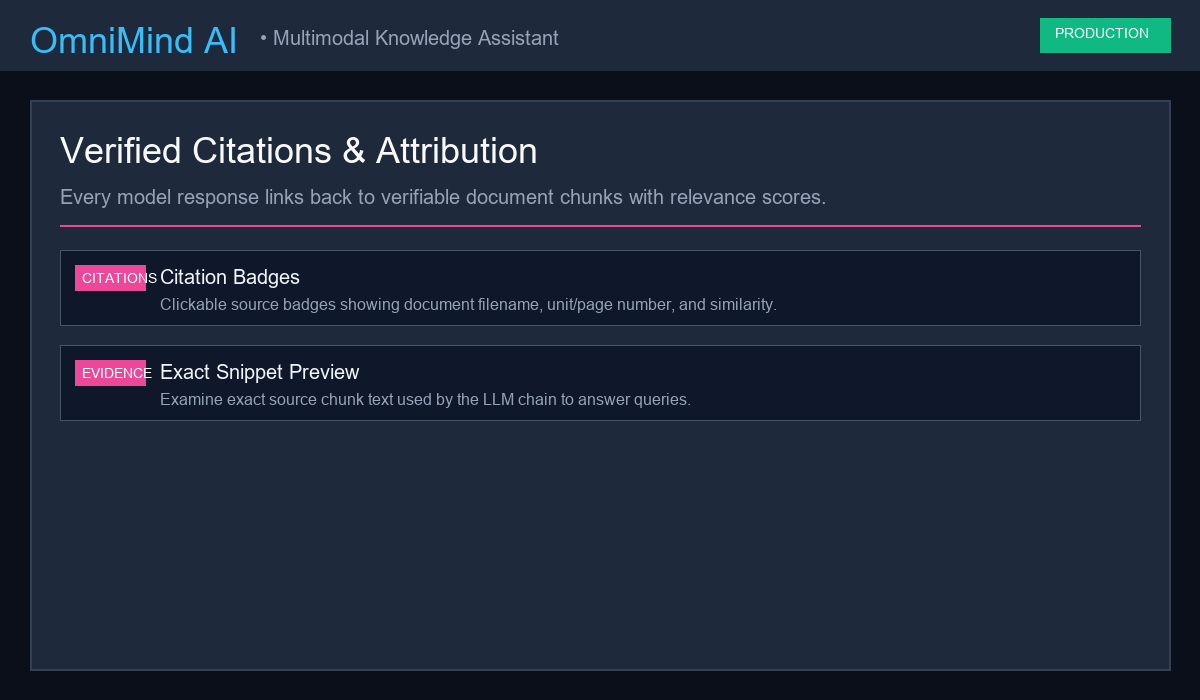 OmniMind AI • Multimodal Knowledge Assistant PRODUCTION
Verified Citations & Attribution
Every model response links back to verifiable document chunks with relevance scores.
CITATIONS Citation Badges
Clickable source badges showing document filename, unit/page number, and similarity.
EVIDENCE Exact Snippet Preview
Examine exact source chunk text used by the LLM chain to answer queries.